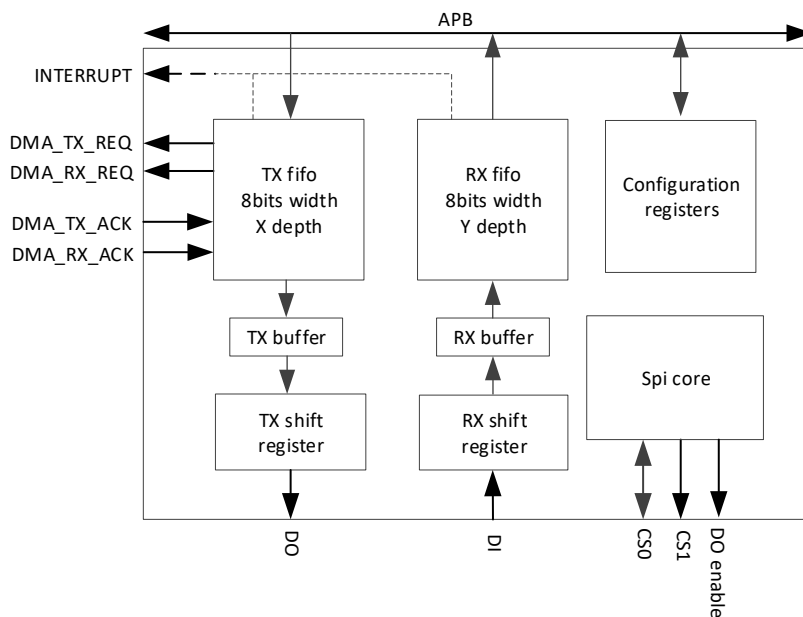 APB
INTERRUPT
DMA_TX_REQ
DMA_RX_REQ
DMA_TX_ACK
DMA_RX_ACK
TX fifo
8bits width
X depth
RX fifo
8bits width
Y depth
Configuration
registers
TX buffer
RX buffer
Spi core
TX shift
register
RX shift
register
DO
DI
CS0
CS1
DO enable